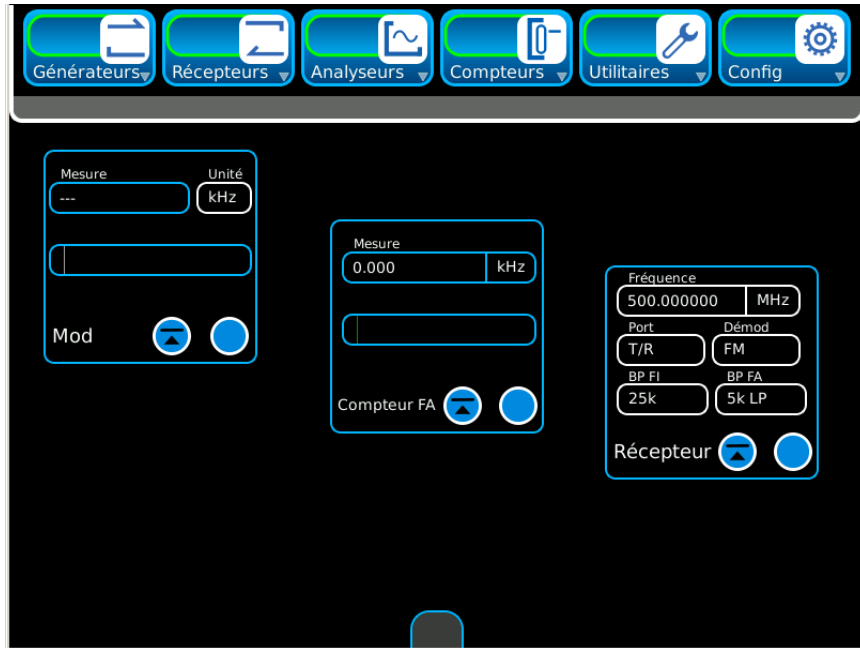 Générateurs Récepteurs Analyseurs Compteurs Utilitaires Config
Mesure Unité
--- kHz
Mod
Mesure
0.000 kHz
Compteur FA
Fréquence
500.000000 MHz
Port Démod
T/R FM
BP FI BP FA
25k 5k LP
Récepteur